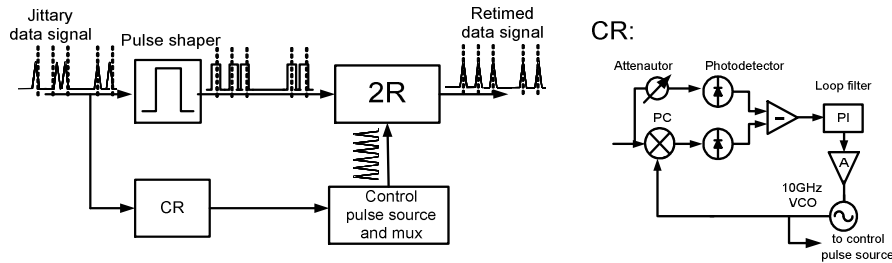 Jittary
data signal
Pulse shaper
Retimed
data signal
2R
CR
Control
pulse source
and mux
CR:
Attenautor
Photodetector
Loop filter
PC
-
PI
A
10GHz
VCO
to control
pulse source